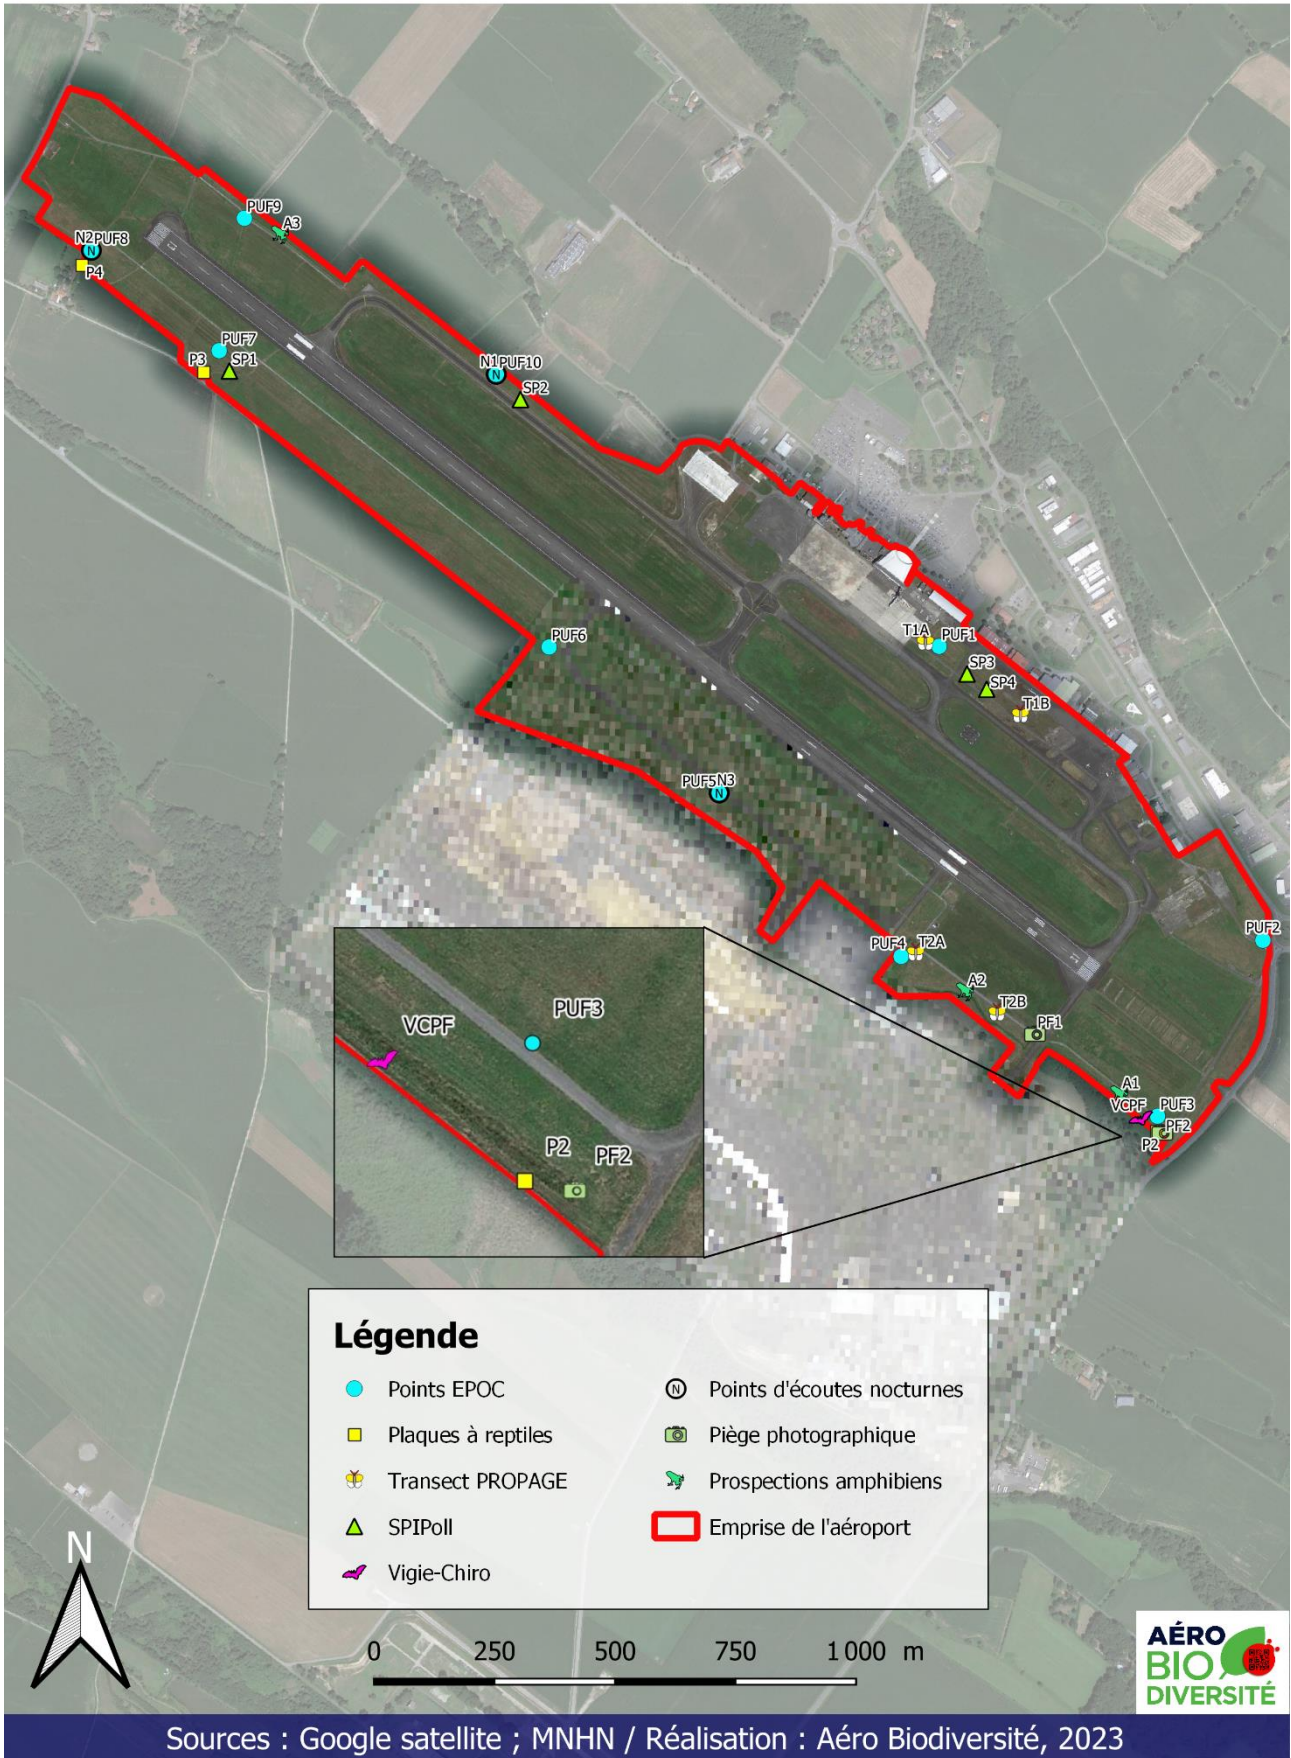 PUF9
A3
N2PUF8
P4
PUF7
P3
SP1
N1PUF10
SP2
PUF6
T1A
PUF1
SP3
SP4
T1B
PUF5N3
PUF2
PUF4
T2A
A2
T2B
PF1
A1
VCPF
PUF3
PF2
P2
PUF3
VCPF
P2
PF2
Légende
Points EPOC
Plaques à reptiles
Transect PROPAGE
SPIPoll
Vigie-Chiro
N Points d'écoutes nocturnes
Piège photographique
Prospections amphibiens
Emprise de l'aéroport
N
0 250 500 750 1 000 m
AÉRO
BIO
DIVERSITÉ
Sources : Google satellite ; MNHN / Réalisation : Aéro Biodiversité, 2023